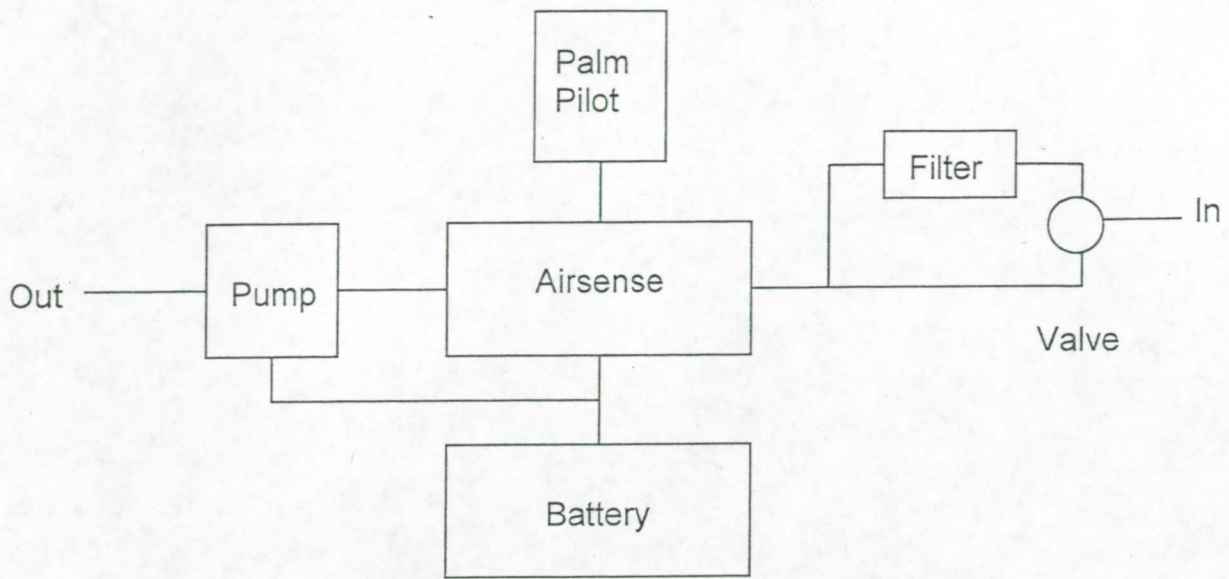 Palm
Pilot
Filter
In
Airsense
Out
Pump
Valve
Battery